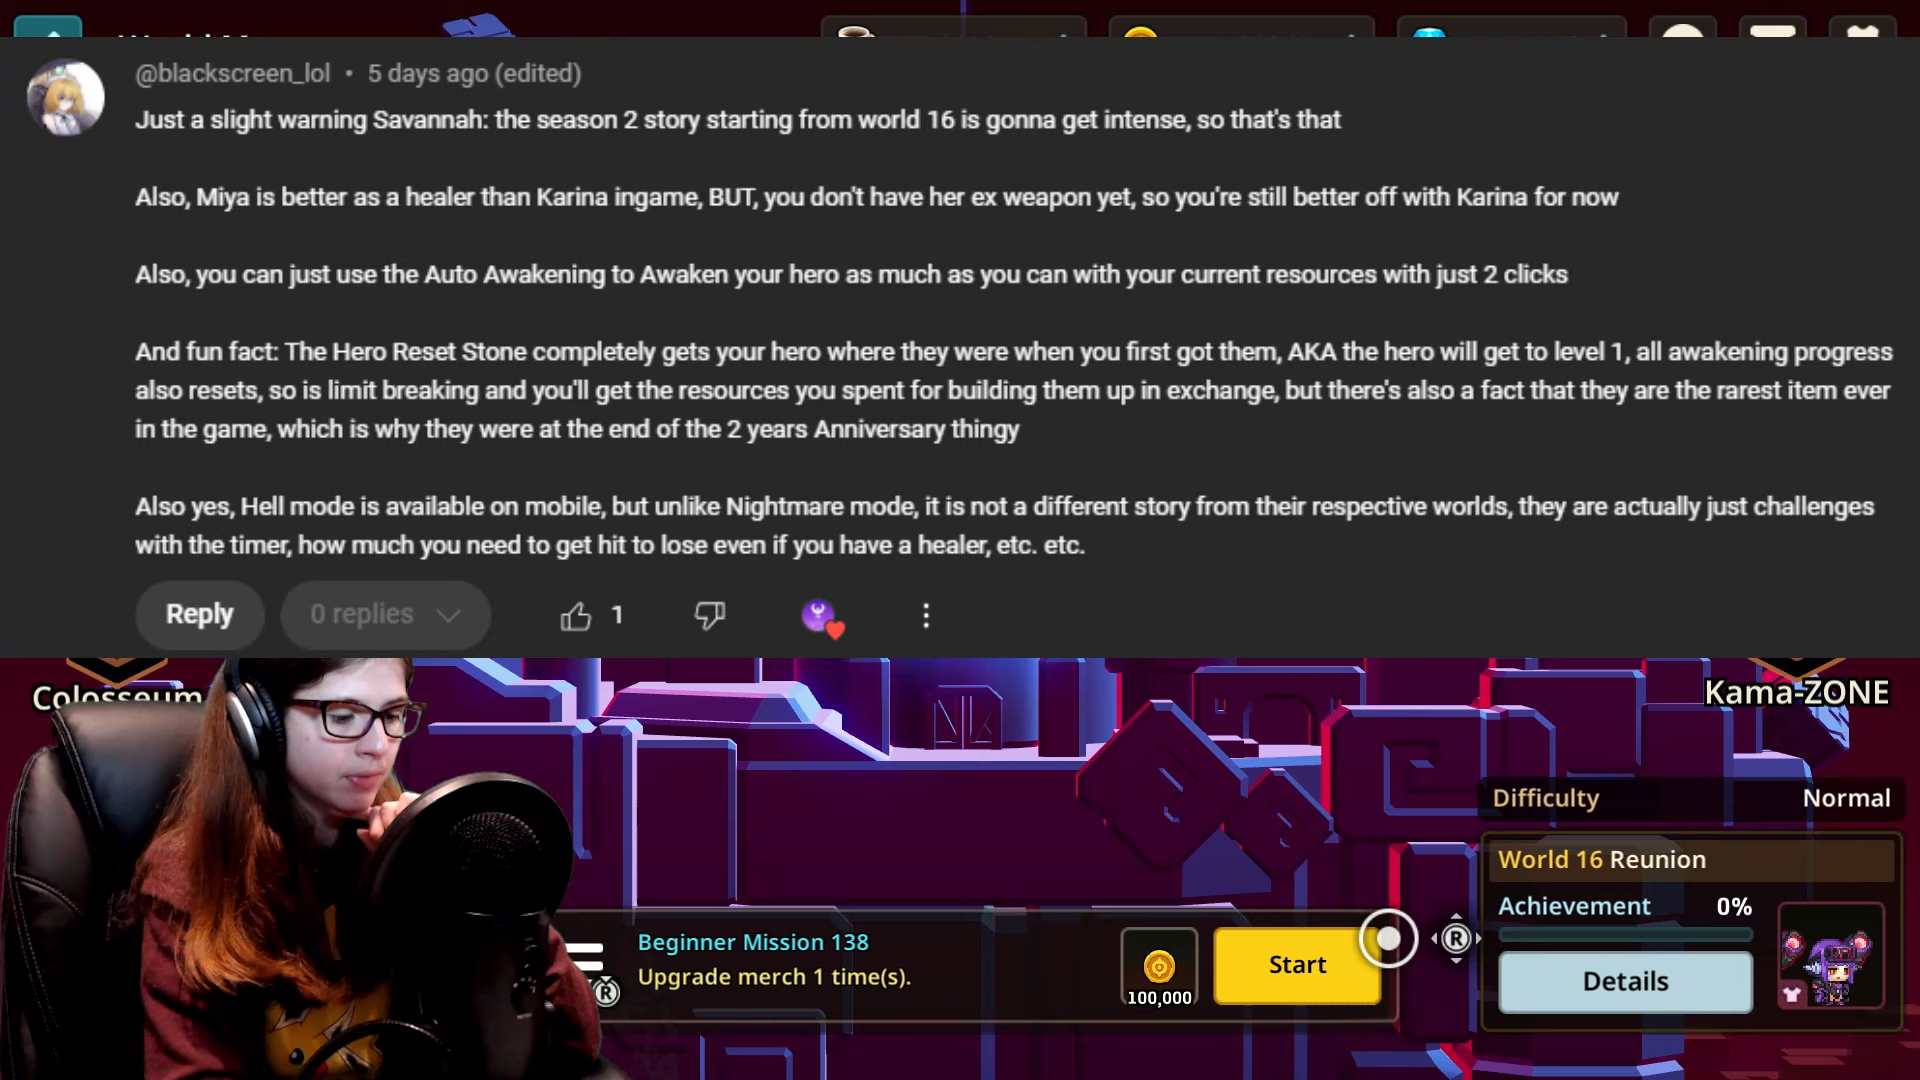 @blackscreen_lol • 5 days ago (edited)
Just a slight warning Savannah: the season 2 story starting from world 16 is gonna get intense, so that's that
Also, Miya is better as a healer than Karina ingame, BUT, you don't have her ex weapon yet, so you're still better off with Karina for now
Also, you can just use the Auto Awakening to Awaken your hero as much as you can with your current resources with just 2 clicks
And fun fact: The Hero Reset Stone completely gets your hero where they were when you first got them, AKA the hero will get to level 1, all awakening progress
also resets, so is limit breaking and you'll get the resources you spent for building them up in exchange, but there's also a fact that they are the rarest item ever
in the game, which is why they were at the end of the 2 years Anniversary thingy
Also yes, Hell mode is available on mobile, but unlike Nightmare mode, it is not a different story from their respective worlds, they are actually just challenges
with the timer, how much you need to get hit to lose even if you have a healer, etc. etc.
Reply 0 replies 1
Colosseum
Kama-ZONE
Difficulty Normal
World 16 Reunion
Achievement 0%
Details
Beginner Mission 138
Upgrade merch 1 time(s).
100,000
Start
R
R